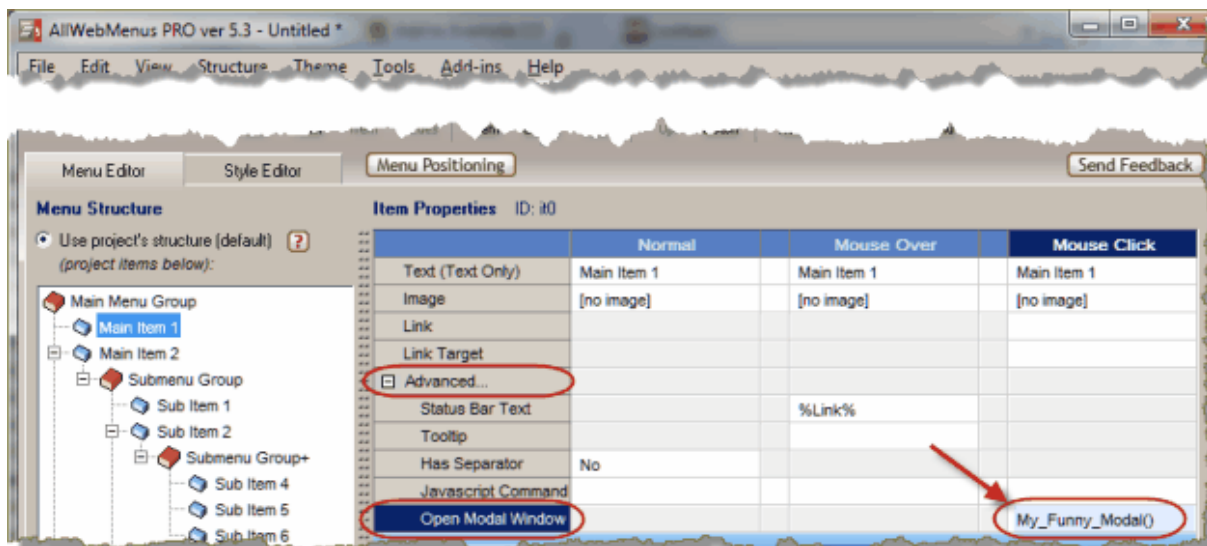 AllWebMenus PRO ver 5.3 - Untitled *
File Edit View Structure Theme Tools Add-ins Help
Menu Editor Style Editor Menu Positioning Send Feedback
Menu Structure Item Properties ID: it0
Use project's structure (default) ?
(project items below):
Normal Mouse Over Mouse Click
Text (Text Only) Main Item 1 Main Item 1 Main Item 1
Main Menu Group Image [no image] [no image] [no image]
Main Item 1 Link
Main Item 2 Link Target
Submenu Group Advanced...
Sub Item 1 Status Bar Text %Link%
Sub Item 2 Tooltip
Submenu Group+ Has Separator No
Sub Item 4 Javascript Command
Sub Item 5 Open Modal Window My_Funny_Modal()
Sub Item 6